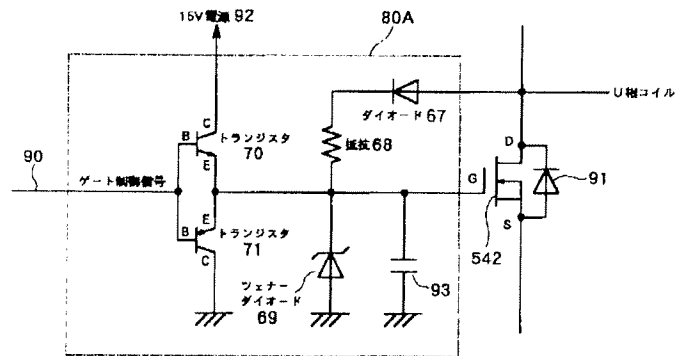 15V電源 92
80A
U相コイル
ダイオード 67
C
B
トランジスタ
E
70
抵抗 68
D
90
ゲート制御信号
G
91
E
B
トランジスタ
71
C
S
542
ツェナー
ダイオード
69
93